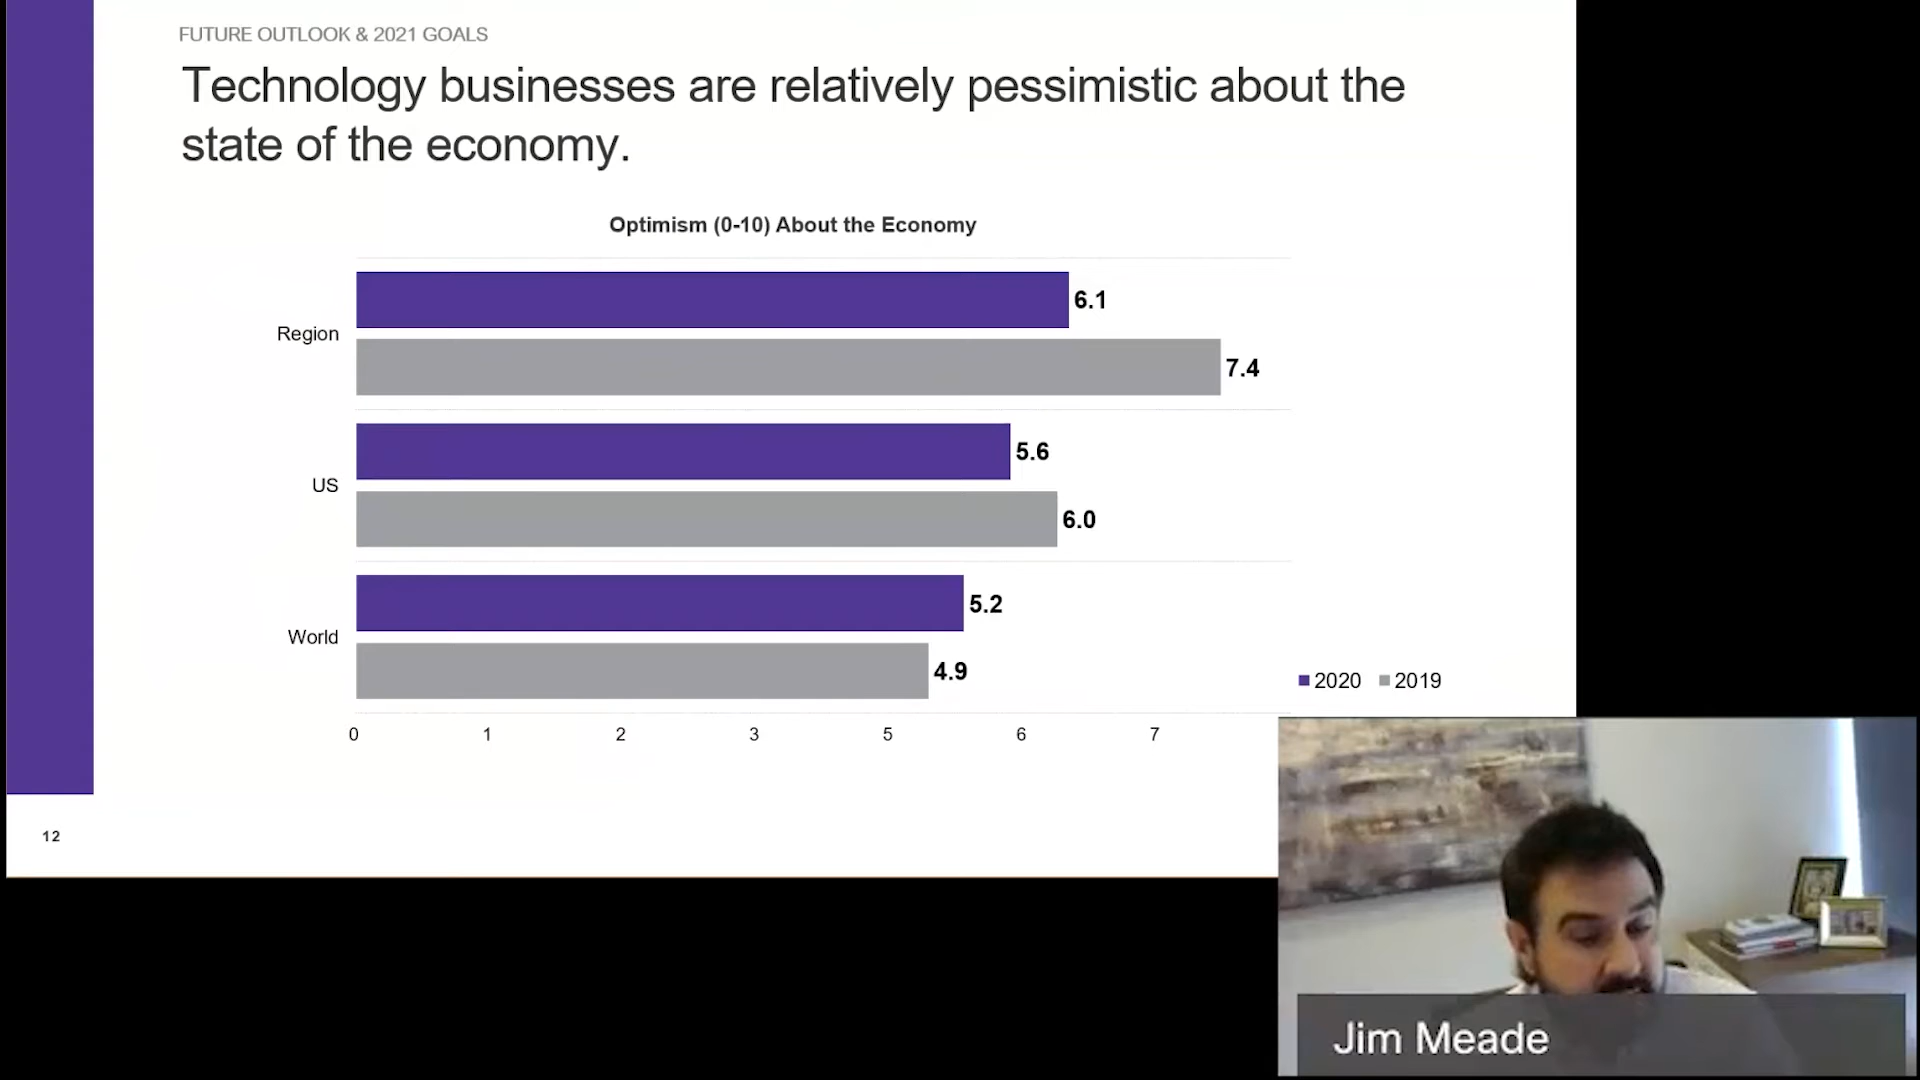 FUTURE OUTLOOK & 2021 GOALS
Technology businesses are relatively pessimistic about the
state of the economy.
Optimism (0-10) About the Economy
6.1
Region
7.4
5.6
US
6.0
5.2
World
4.9
2020 2019
0 1 2 3 5 6 7
12
Jim Meade